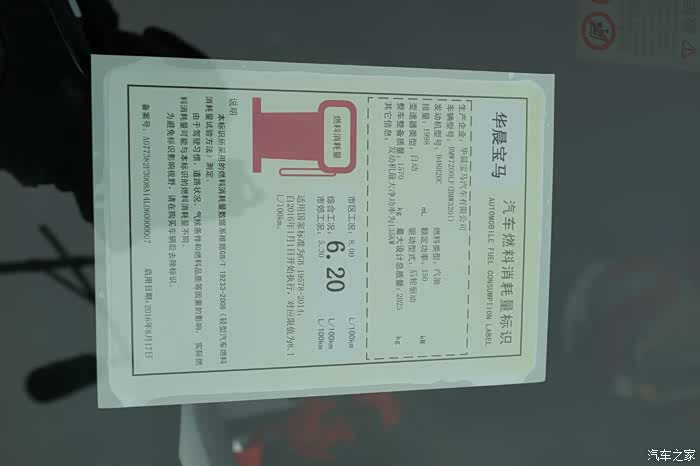 华晨宝马
汽车燃料消耗量标识
AUTOMOBILE FUEL CONSUMPTION LABEL
生产企业：华晨宝马汽车有限公司
车辆型号：BMW7200LF(BMW320i)
发动机型号：B48B20C 燃料类型：汽油
排量：1998 mL 额定功率：150 kW
变速器类型：自动 驱动型式：后轮驱动
整车整备质量：1570 kg 最大设计总质量：2025 kg
其它信息：发动机最大净功率为135kW
燃料消耗量
市区工况：8.00 L/100km
综合工况：6.20 L/100km
市郊工况：5.30 L/100km
适用国家标准为GB 19578-2014，
自2018年1月1日开始执行，对应限值为8.1
L/100km。
说明
本标识所采用的燃料消耗量数据系根据GB/T 19233-2008《轻型汽车燃料
消耗量试验方法》测定。
由于驾驶习惯、道路状况、气候条件和燃料品质等因素的影响，实际燃
料消耗量可能与本标识的燃料消耗量不同。
为避免标识影响视野，请在购买车辆后去除标识。
备案号： 启用日期：2016年8月17日
汽车之家